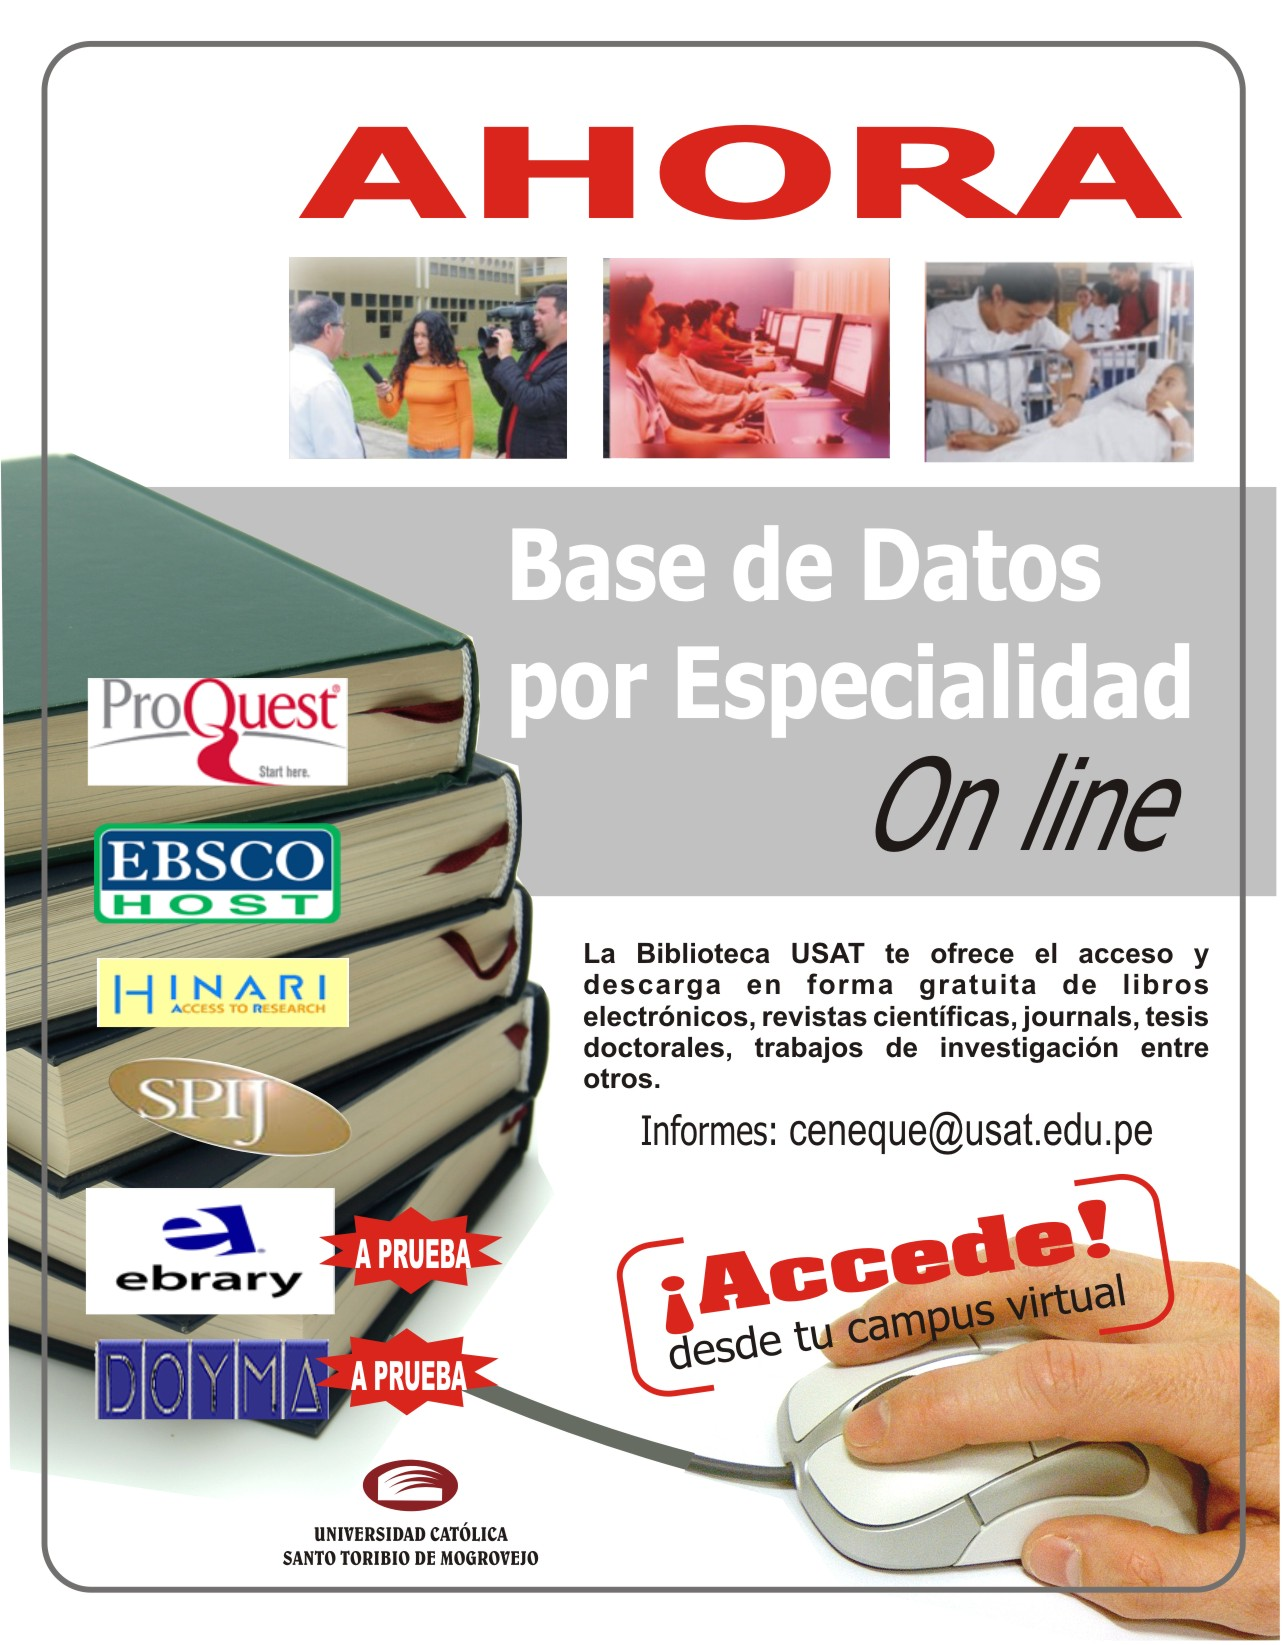 AHORA
Base de Datos
por Especialidad
On line
ProQuest®
Start here.
EBSCO
HOST
HINARI
ACCESS TO RESEARCH
SPIJ
ebrary
A PRUEBA
DOYMA
A PRUEBA
La Biblioteca USAT te ofrece el acceso y
descarga en forma gratuita de libros
electrónicos, revistas científicas, journals, tesis
doctorales, trabajos de investigación entre
otros.
Informes: ceneque@usat.edu.pe
¡Accede!
desde tu campus virtual
UNIVERSIDAD CATÓLICA
SANTO TORIBIO DE MOGROVEJO